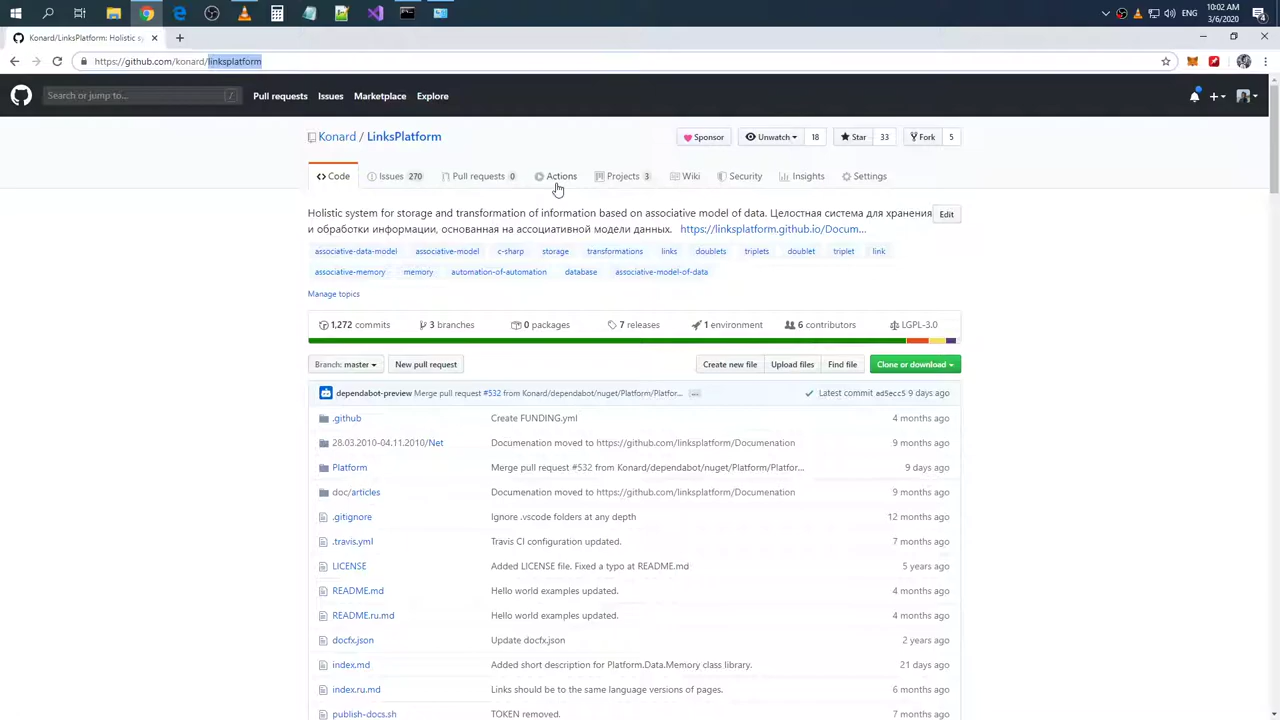 10:02 AM
ENG
3/6/2020
Konard/LinksPlatform: Holistic sy
https://github.com/konard/linksplatform
Search or jump to... /
Pull requests Issues Marketplace Explore
Konard / LinksPlatform
Sponsor Unwatch 18 Star 33 Fork 5
Code Issues 270 Pull requests 0 Actions Projects 3 Wiki Security Insights Settings
Holistic system for storage and transformation of information based on associative model of data. Целостная система для хранения
и обработки информации, основанная на ассоциативной модели данных. https://linksplatform.github.io/Docum...
Edit
associative-data-model associative-model c-sharp storage transformations links doublets triplets doublet triplet link
associative-memory memory automation-of-automation database associative-model-of-data
Manage topics
1,272 commits 3 branches 0 packages 7 releases 1 environment 6 contributors LGPL-3.0
Branch: master New pull request Create new file Upload files Find file Clone or download
dependabot-preview Merge pull request #532 from Konard/dependabot/nuget/Platform/Platfor... Latest commit ad5ecc5 9 days ago
.github Create FUNDING.yml 4 months ago
28.03.2010-04.11.2010/Net Documenation moved to https://github.com/linksplatform/Documenation 9 months ago
Platform Merge pull request #532 from Konard/dependabot/nuget/Platform/Platfor... 9 days ago
doc/articles Documenation moved to https://github.com/linksplatform/Documenation 9 months ago
.gitignore Ignore .vscode folders at any depth 12 months ago
.travis.yml Travis CI configuration updated. 7 months ago
LICENSE Added LICENSE file. Fixed a typo at README.md 5 years ago
README.md Hello world examples updated. 4 months ago
README.ru.md Hello world examples updated. 4 months ago
docfx.json Update docfx.json 2 years ago
index.md Added short description for Platform.Data.Memory class library. 21 days ago
index.ru.md Links should be to the same language versions of pages. 6 months ago
publish-docs.sh TOKEN removed. 7 months ago